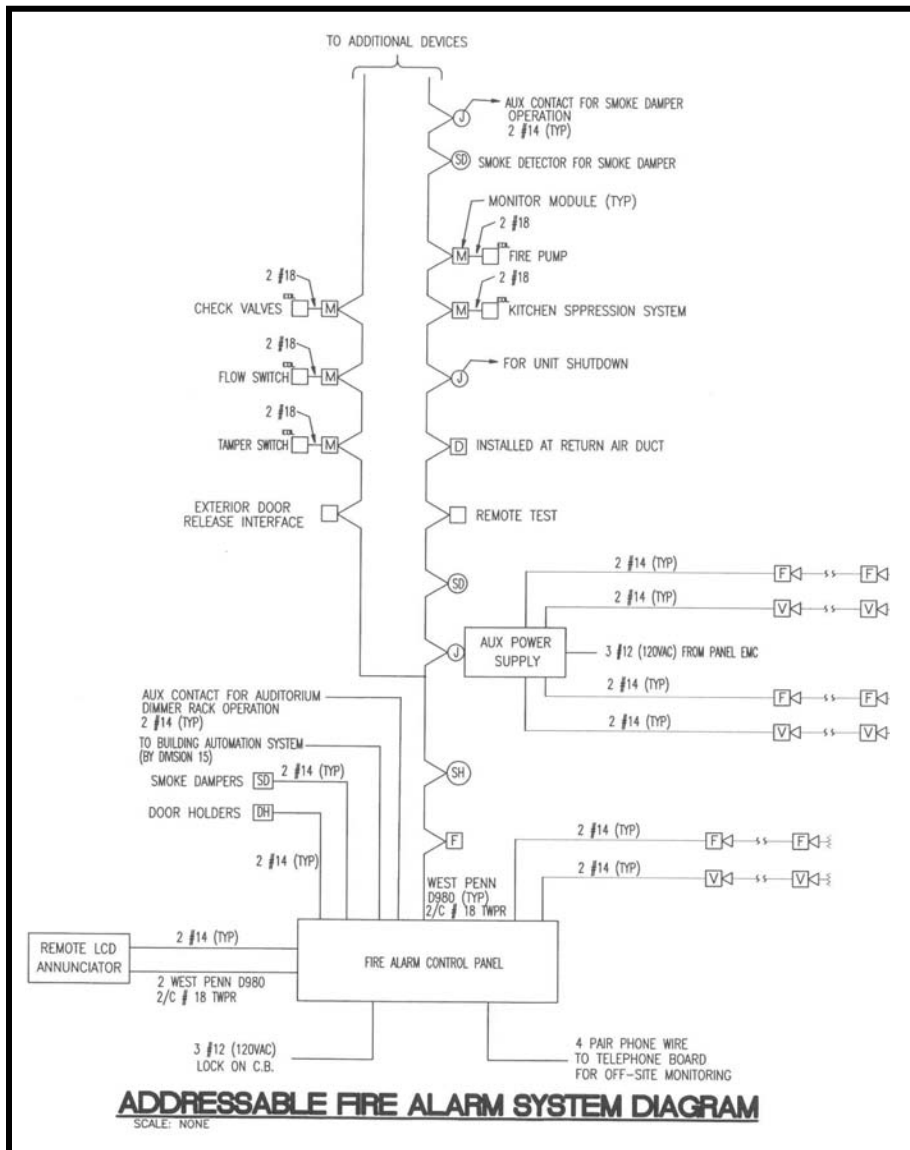 TO ADDITIONAL DEVICES
J
AUX CONTACT FOR SMOKE DAMPER
OPERATION
2 #14 (TYP)
SD
SMOKE DETECTOR FOR SMOKE DAMPER
MONITOR MODULE (TYP)
2 #18
M
EOL
FIRE PUMP
2 #18
M
EOL
KITCHEN SPPRESSION SYSTEM
2 #18
CHECK VALVES
EOL
M
J
FOR UNIT SHUTDOWN
2 #18
FLOW SWITCH
EOL
M
2 #18
TAMPER SWITCH
EOL
M
D
INSTALLED AT RETURN AIR DUCT
EXTERIOR DOOR
RELEASE INTERFACE
REMOTE TEST
SD
J
AUX POWER
SUPPLY
2 #14 (TYP)
F
F
2 #14 (TYP)
V
V
3 #12 (120VAC) FROM PANEL EMC
2 #14 (TYP)
F
F
2 #14 (TYP)
V
V
AUX CONTACT FOR AUDITORIUM
DIMMER RACK OPERATION
2 #14 (TYP)
TO BUILDING AUTOMATION SYSTEM
(BY DIVISION 15)
SMOKE DAMPERS
SD
2 #14 (TYP)
DOOR HOLDERS
DH
2 #14 (TYP)
SH
F
WEST PENN
D980 (TYP)
2/C # 18 TWPR
2 #14 (TYP)
F
F
2 #14 (TYP)
V
V
REMOTE LCD
ANNUNCIATOR
2 #14 (TYP)
2 WEST PENN D980
2/C # 18 TWPR
FIRE ALARM CONTROL PANEL
3 #12 (120VAC)
LOCK ON C.B.
4 PAIR PHONE WIRE
TO TELEPHONE BOARD
FOR OFF-SITE MONITORING
ADDRESSABLE FIRE ALARM SYSTEM DIAGRAM
SCALE: NONE